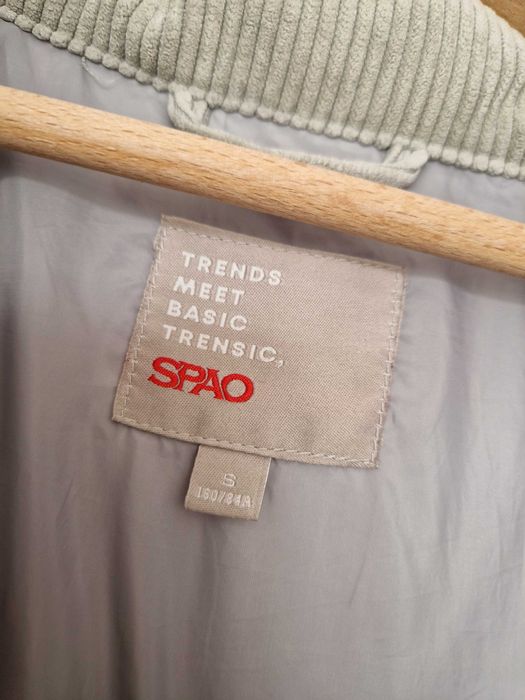 TRENDS
MEET
BASIC
TRENSIC,
SPAO
S
160/84A